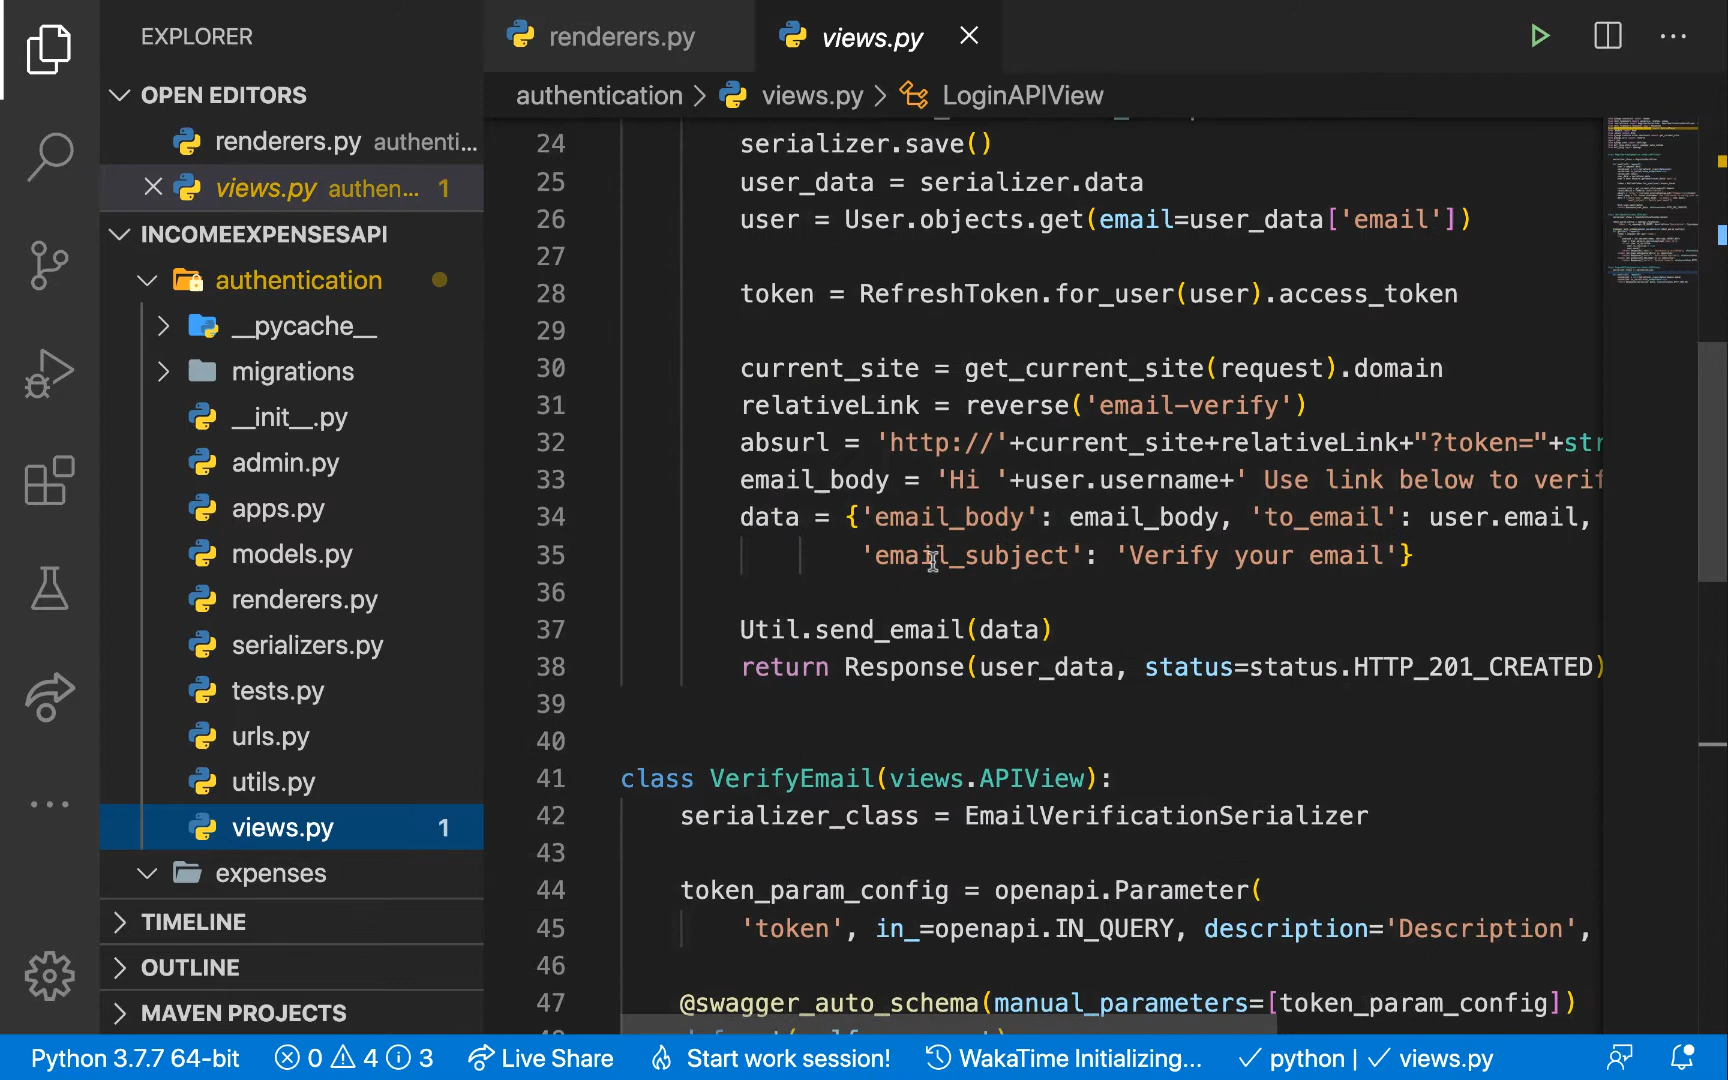 EXPLORER
OPEN EDITORS
renderers.py authenti...
views.py authen... 1
INCOMEEXPENSESAPI
authentication
__pycache__
migrations
__init__.py
admin.py
apps.py
models.py
renderers.py
serializers.py
tests.py
urls.py
utils.py
views.py 1
expenses
TIMELINE
OUTLINE
MAVEN PROJECTS
renderers.py
views.py
authentication > views.py > LoginAPIView
24 serializer.save()
25 user_data = serializer.data
26 user = User.objects.get(email=user_data['email'])
27
28 token = RefreshToken.for_user(user).access_token
29
30 current_site = get_current_site(request).domain
31 relativeLink = reverse('email-verify')
32 absurl = 'http://'+current_site+relativeLink+"?token="+str
33 email_body = 'Hi '+user.username+' Use link below to verif
34 data = {'email_body': email_body, 'to_email': user.email,
35 'email_subject': 'Verify your email'}
36
37 Util.send_email(data)
38 return Response(user_data, status=status.HTTP_201_CREATED)
39
40
41 class VerifyEmail(views.APIView):
42 serializer_class = EmailVerificationSerializer
43
44 token_param_config = openapi.Parameter(
45 'token', in_=openapi.IN_QUERY, description='Description',
46
47 @swagger_auto_schema(manual_parameters=[token_param_config])
Python 3.7.7 64-bit 0 4 3 Live Share Start work session! WakaTime Initializing... python | views.py